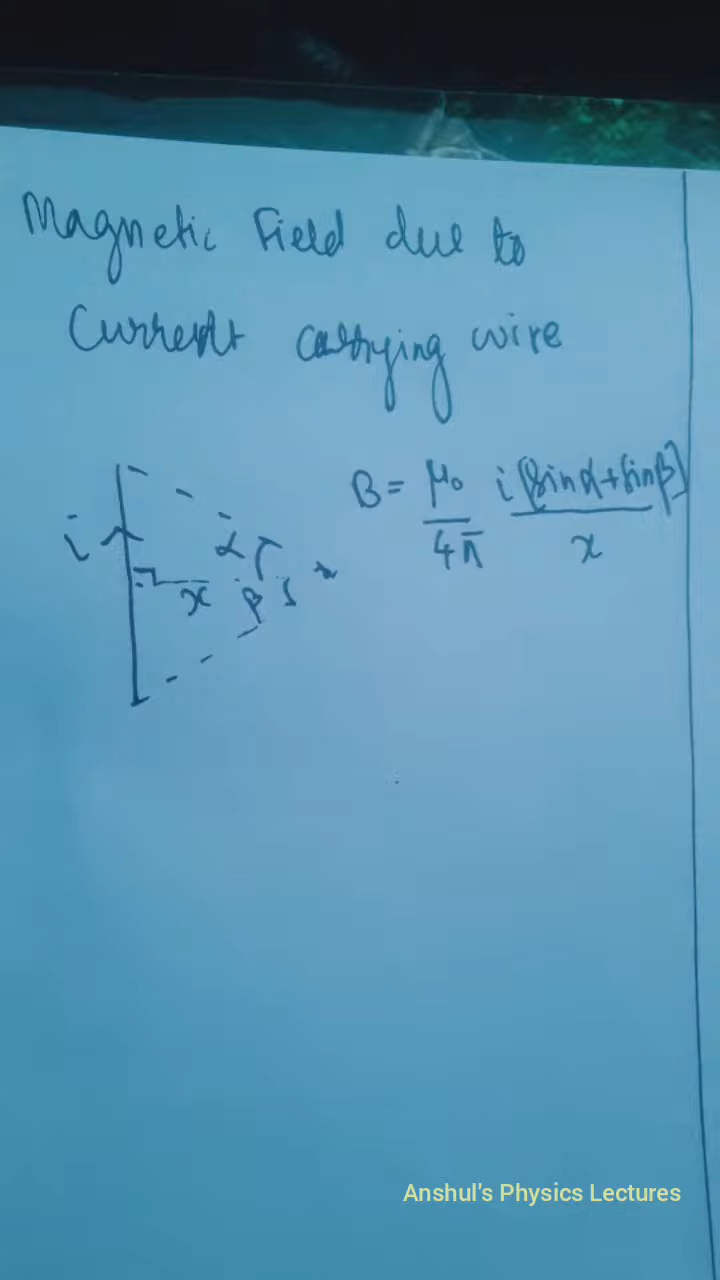 Magnetic Field due to
Current carrying wire
B = μ₀/4π i[sinα+sinβ]/x
i
α
x β
Anshul's Physics Lectures